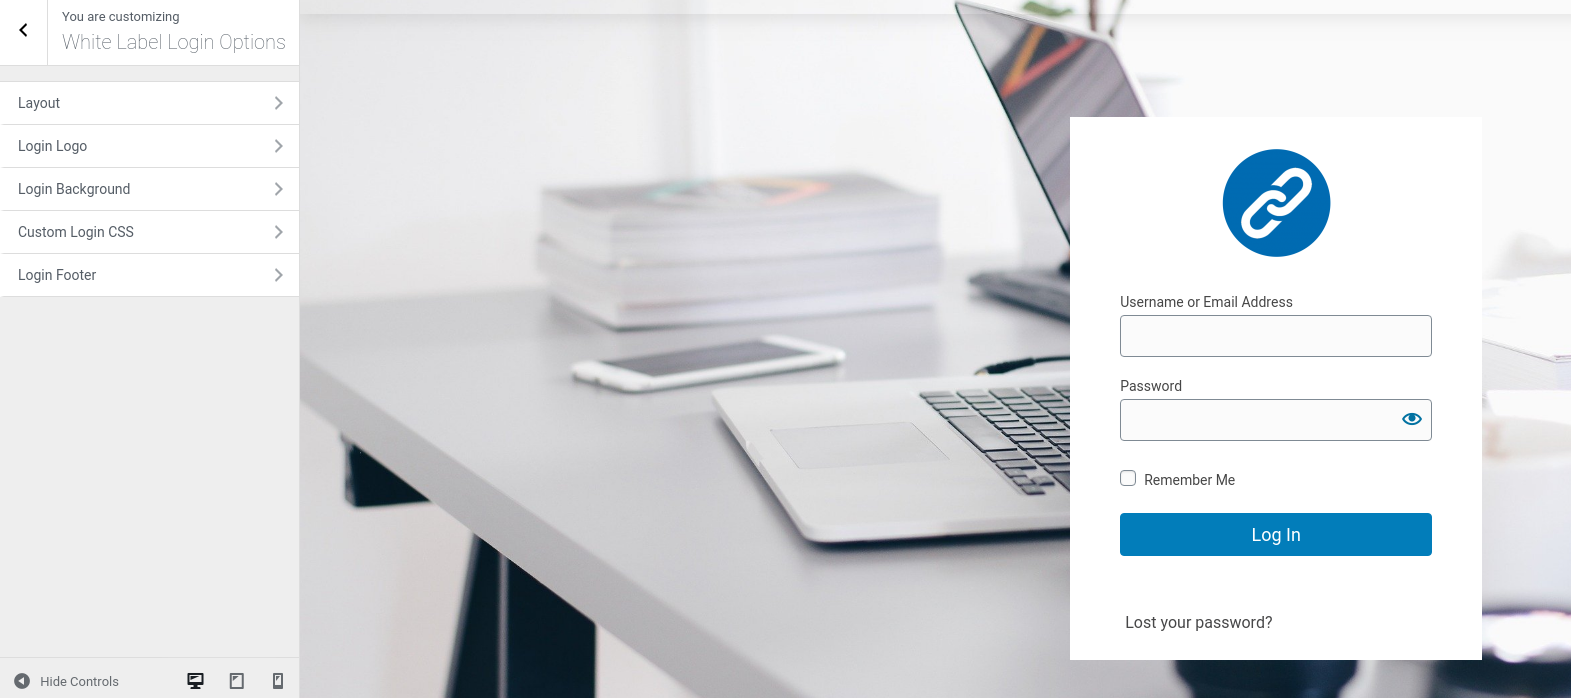 You are customizing
White Label Login Options
Layout
Login Logo
Login Background
Custom Login CSS
Login Footer
Hide Controls
Username or Email Address
Password
Remember Me
Log In
Lost your password?